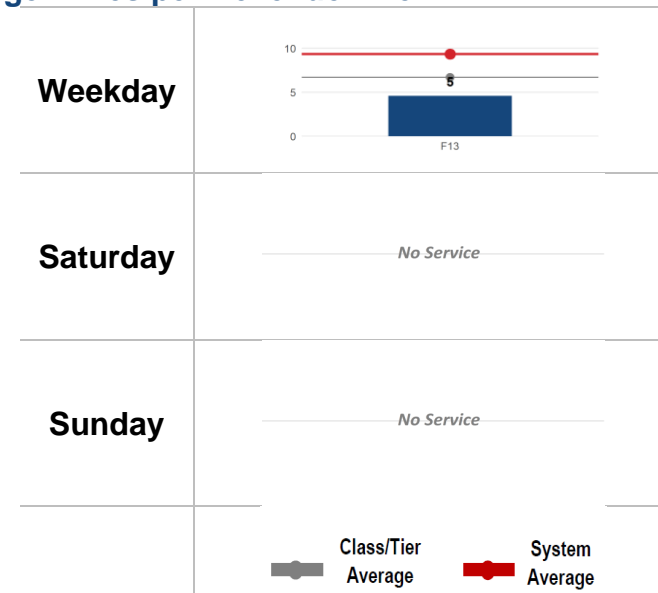 Weekday
10
5
5
0
F13
Saturday
No Service
Sunday
No Service
Class/Tier
Average
System
Average